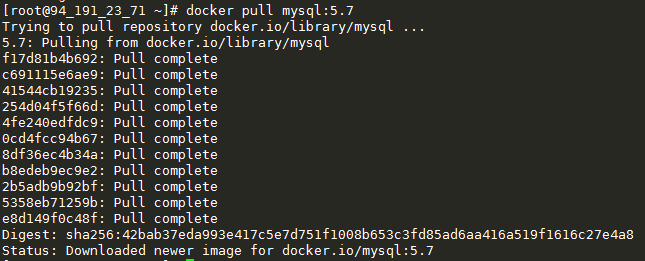 [root@94_191_23_71 ~]# docker pull mysql:5.7
Trying to pull repository docker.io/library/mysql ...
5.7: Pulling from docker.io/library/mysql
f17d81b4b692: Pull complete
c691115e6ae9: Pull complete
41544cb19235: Pull complete
254d04f5f66d: Pull complete
4fe240edfdc9: Pull complete
0cd4fcc94b67: Pull complete
8df36ec4b34a: Pull complete
b8edeb9ec9e2: Pull complete
2b5adb9b92bf: Pull complete
5358eb71259b: Pull complete
e8d149f0c48f: Pull complete
Digest: sha256:42bab37eda993e417c5e7d751f1008b653c3fd85ad6aa416a519f1616c27e4a8
Status: Downloaded newer image for docker.io/mysql:5.7